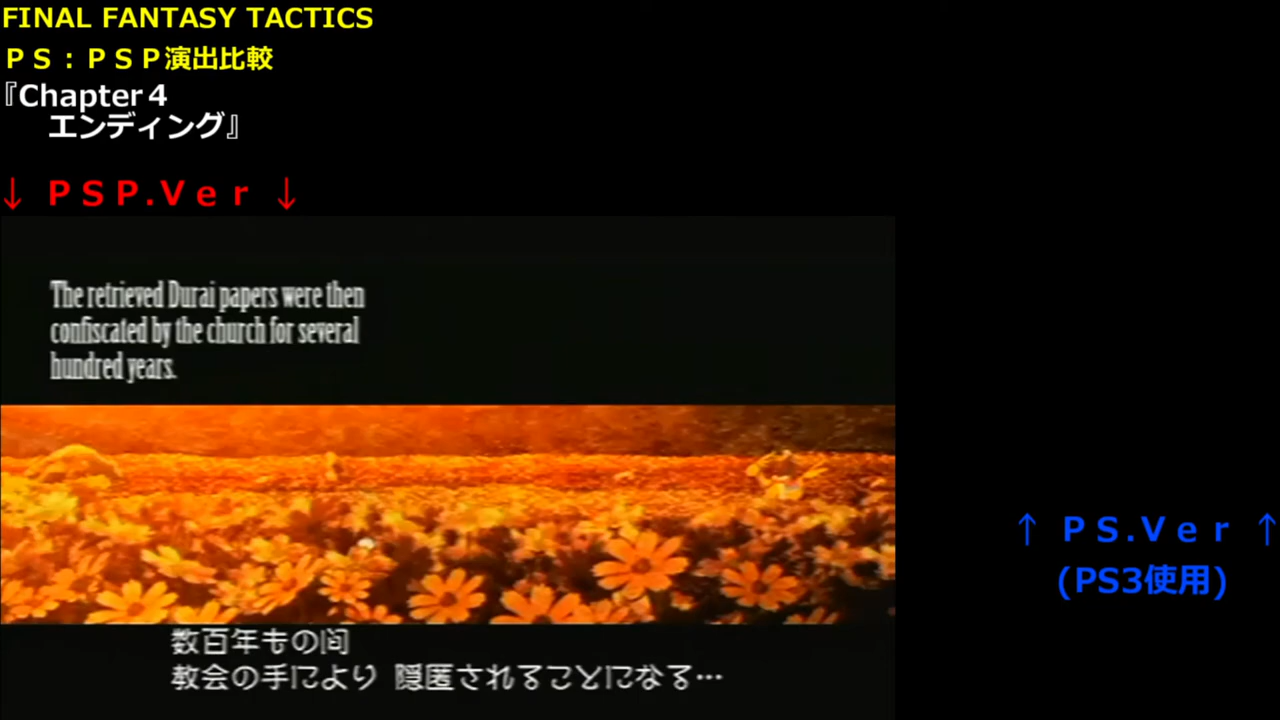 FINAL FANTASY TACTICS
ＰＳ：ＰＳＰ演出比較
『Chapter４
エンディング』
↓ ＰＳＰ.Ｖｅｒ ↓
The retrieved Durai papers were then
confiscated by the church for several
hundred years.
↑ ＰＳ.Ｖｅｒ ↑
(PS3使用)
数百年もの間
教会の手により 隠匿されることになる…